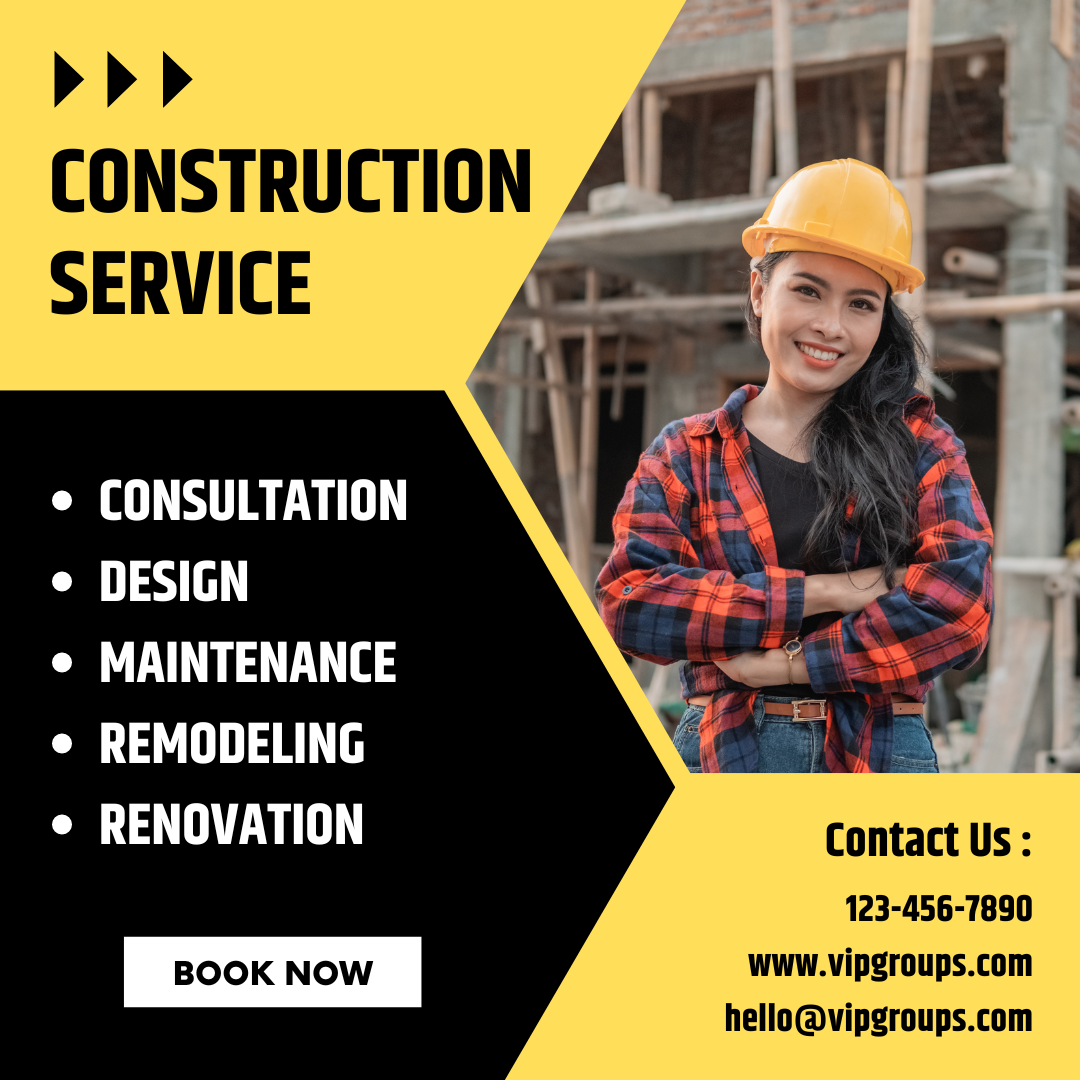 CONSTRUCTION
SERVICE
CONSULTATION
DESIGN
MAINTENANCE
REMODELING
RENOVATION
BOOK NOW
Contact Us :
123-456-7890
www.vipgroups.com
hello@vipgroups.com